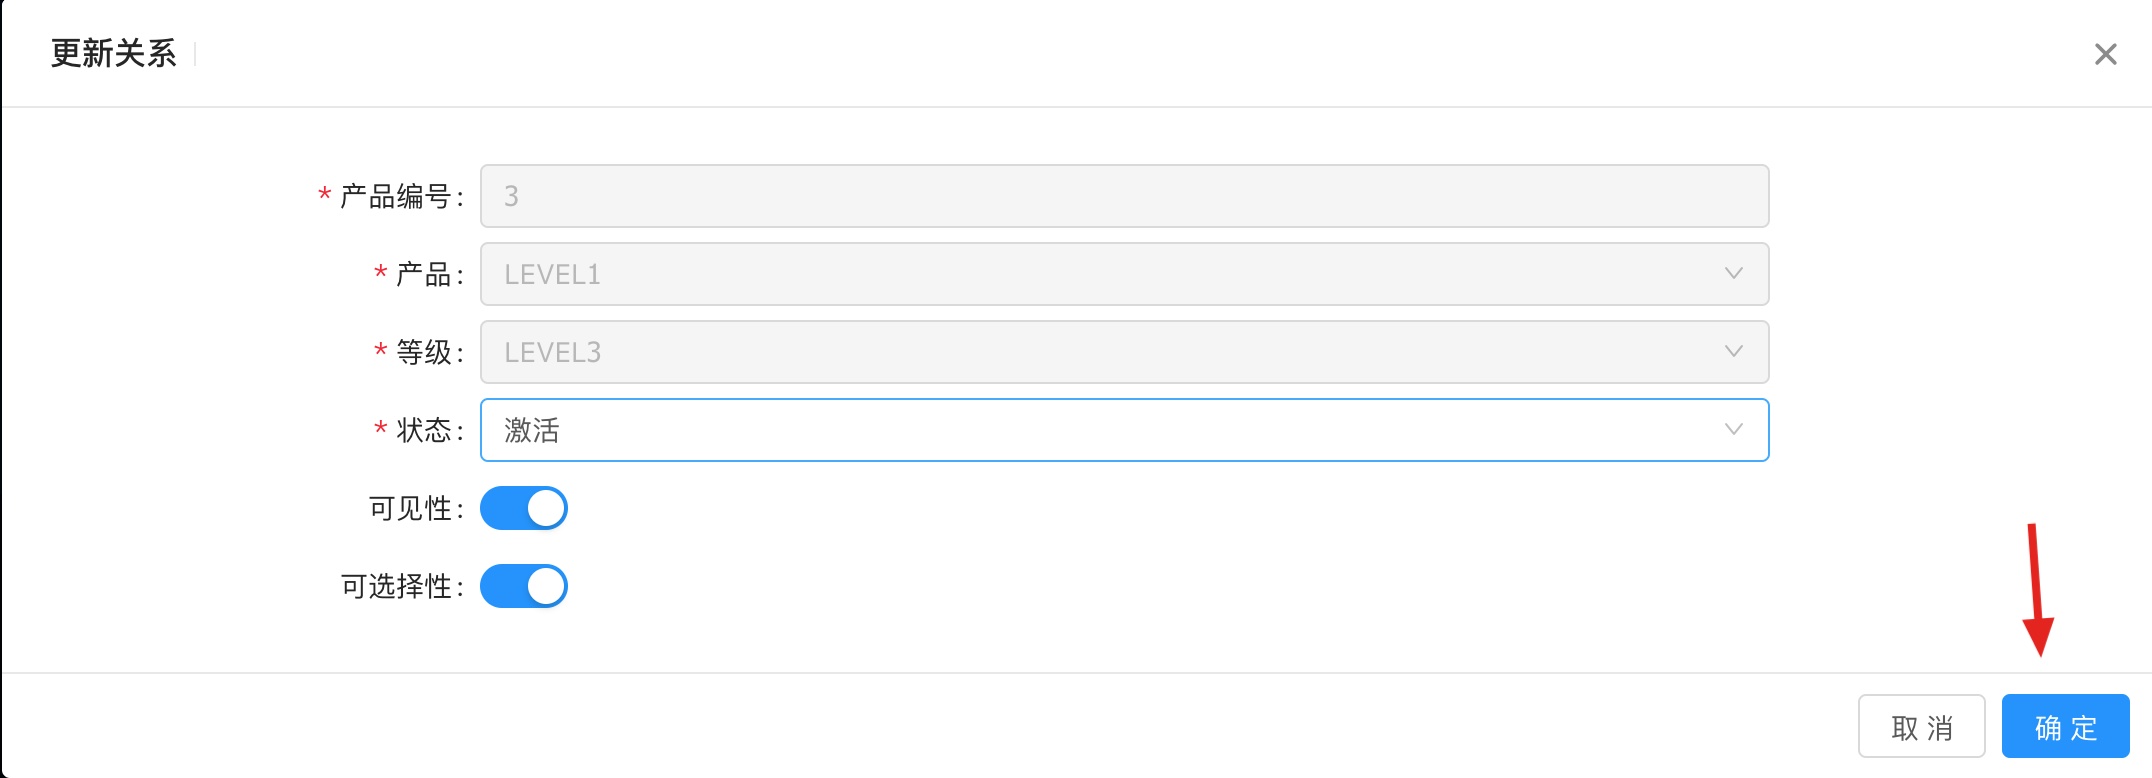 更新关系
* 产品编号: 3
* 产品: LEVEL1
* 等级: LEVEL3
* 状态: 激活
可见性:
可选择性:
取 消 确 定